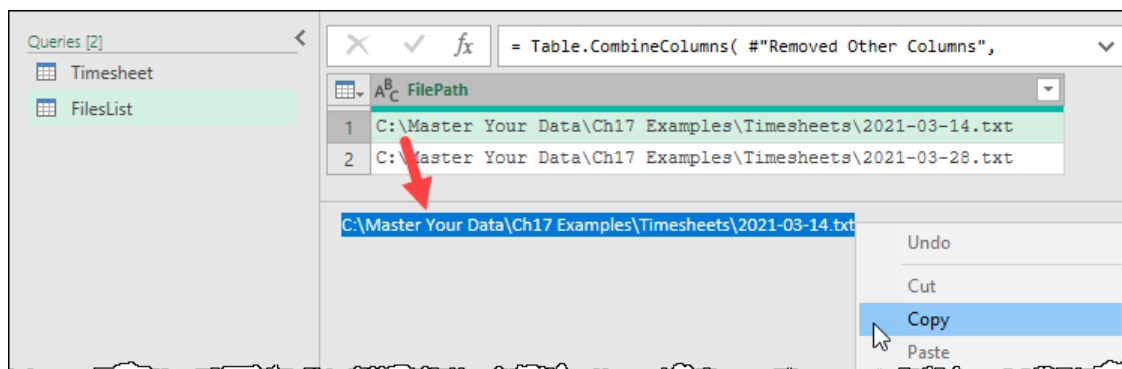 Queries [2]
Timesheet
FilesList
fx = Table.CombineColumns( #"Removed Other Columns",
ABC FilePath
1 C:\Master Your Data\Ch17 Examples\Timesheets\2021-03-14.txt
2 C:\Master Your Data\Ch17 Examples\Timesheets\2021-03-28.txt
C:\Master Your Data\Ch17 Examples\Timesheets\2021-03-14.txt
Undo
Cut
Copy
Paste